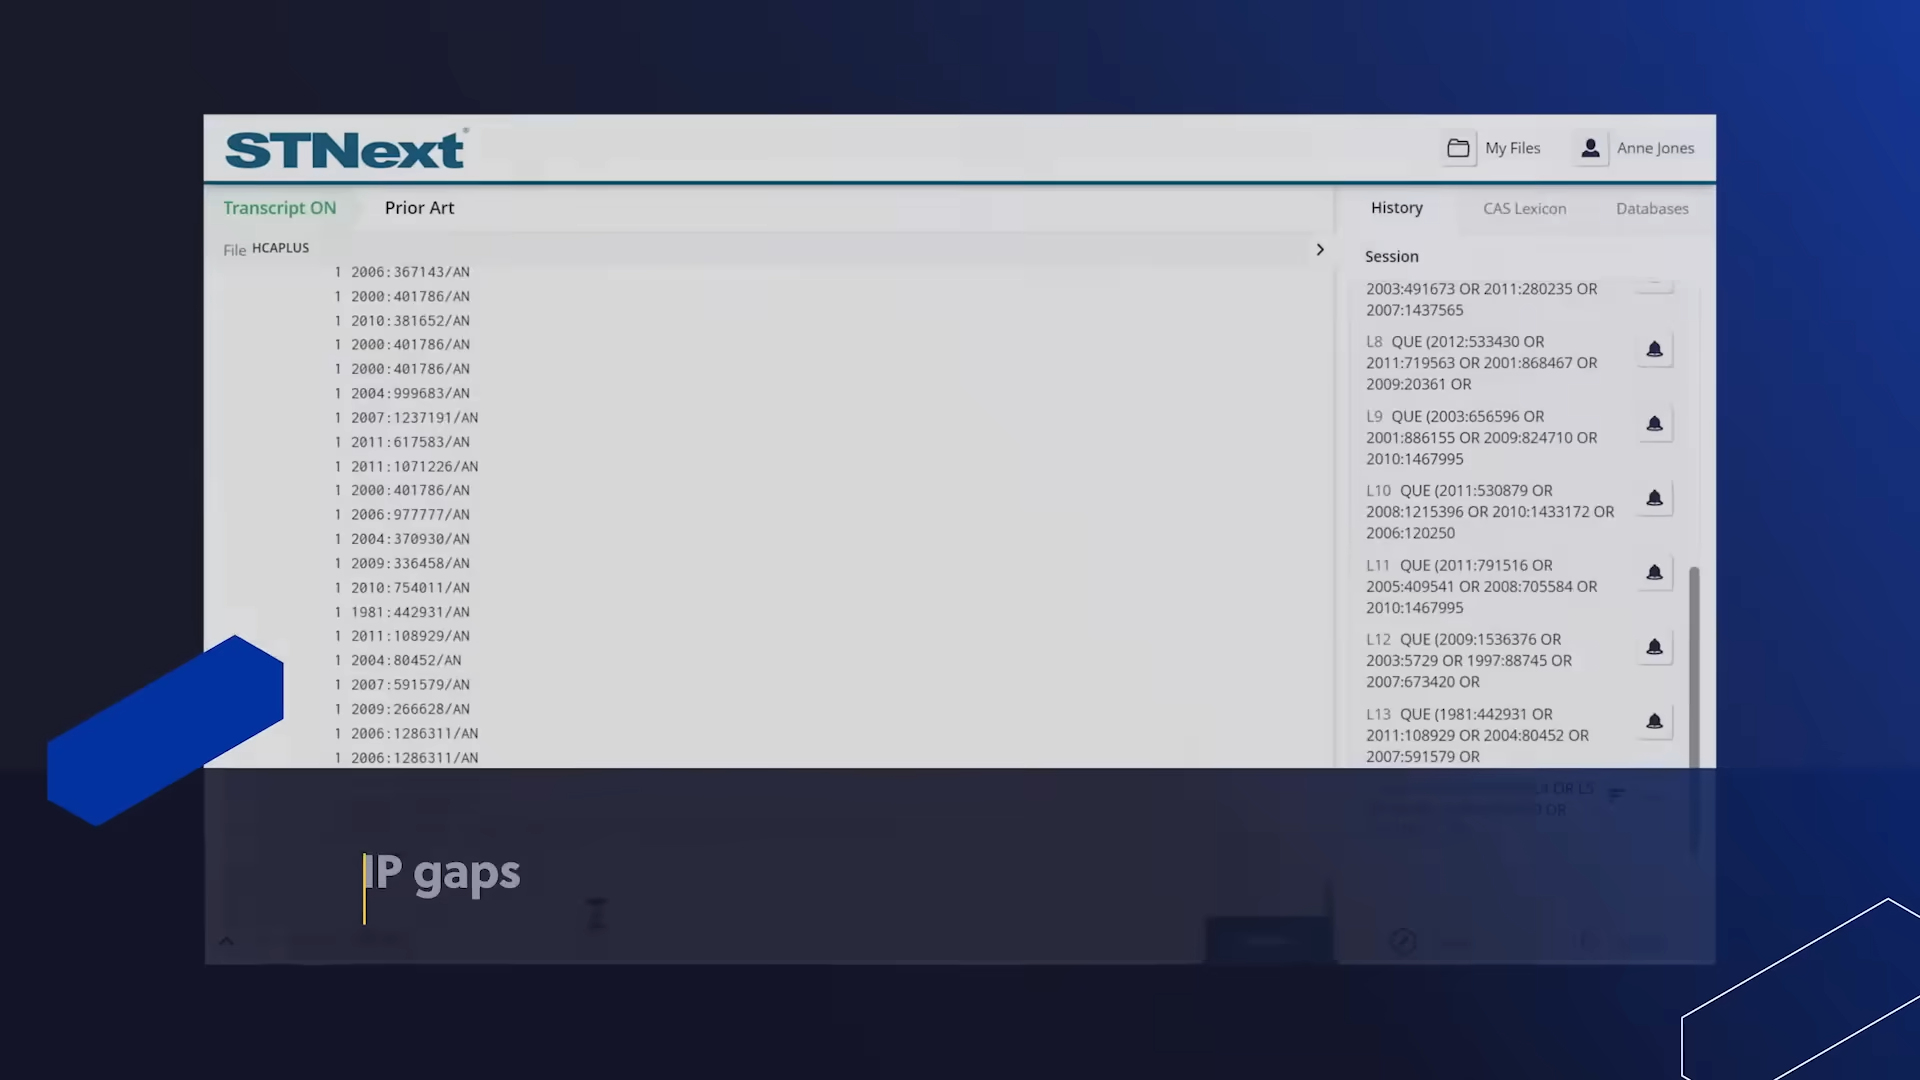 STNext®
My Files
Anne Jones
Transcript ON
Prior Art
History
CAS Lexicon
Databases
File HCAPLUS
1 2006:367143/AN
1 2000:401786/AN
1 2010:381652/AN
1 2000:401786/AN
1 2000:401786/AN
1 2004:999683/AN
1 2007:1237191/AN
1 2011:617583/AN
1 2011:1071226/AN
1 2000:401786/AN
1 2006:977777/AN
1 2004:370930/AN
1 2009:336458/AN
1 2010:754011/AN
1 1981:442931/AN
1 2011:108929/AN
1 2004:80452/AN
1 2007:591579/AN
1 2009:266628/AN
1 2006:1286311/AN
1 2006:1286311/AN
Session
2003:491673 OR 2011:280235 OR
2007:1437565
L8 QUE (2012:533430 OR
2011:719563 OR 2001:868467 OR
2009:20361 OR
L9 QUE (2003:656596 OR
2001:886155 OR 2009:824710 OR
2010:1467995
L10 QUE (2011:530879 OR
2008:1215396 OR 2010:1433172 OR
2006:120250
L11 QUE (2011:791516 OR
2005:409541 OR 2008:705584 OR
2010:1467995
L12 QUE (2009:1536376 OR
2003:5729 OR 1997:88745 OR
2007:673420 OR
L13 QUE (1981:442931 OR
2011:108929 OR 2004:80452 OR
2007:591579 OR
IP gaps